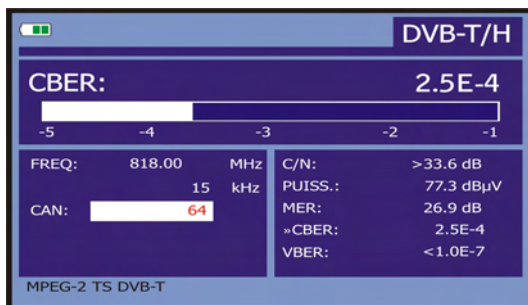 DVB-T/H
CBER: 2.5E-4
-5 -4 -3 -2 -1
FREQ: 818.00 MHz
15 kHz
CAN: 64
C/N: >33.6 dB
PUISS.: 77.3 dBµV
MER: 26.9 dB
»CBER: 2.5E-4
VBER: <1.0E-7
MPEG-2 TS DVB-T